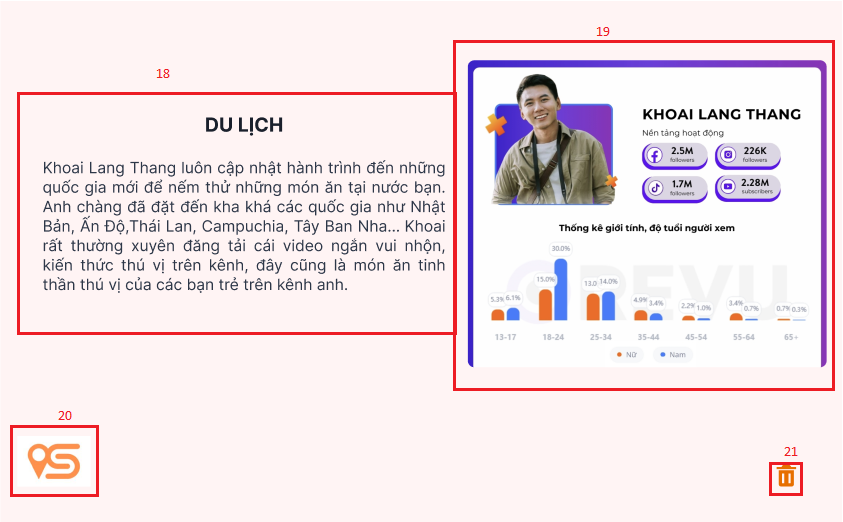 18
19
DU LỊCH
Khoai Lang Thang luôn cập nhật hành trình đến những
quốc gia mới để nếm thử những món ăn tại nước bạn.
Anh chàng đã đặt đến kha khá các quốc gia như Nhật
Bản, Ấn Độ,Thái Lan, Campuchia, Tây Ban Nha... Khoai
rất thường xuyên đăng tải cái video ngắn vui nhộn,
kiến thức thú vị trên kênh, đây cũng là món ăn tinh
thần thú vị của các bạn trẻ trên kênh anh.
KHOAI LANG THANG
Nền tảng hoạt động
2.5M
followers
226K
followers
1.7M
followers
2.28M
subscribers
Thống kê giới tính, độ tuổi người xem
REVU
5.3% 6.1% 15.0% 30.0% 13.0 14.0% 4.9% 3.4% 2.2% 1.0% 3.4% 0.7% 0.7% 0.3%
13-17 18-24 25-34 35-44 45-54 55-64 65+
Nữ Nam
20
21